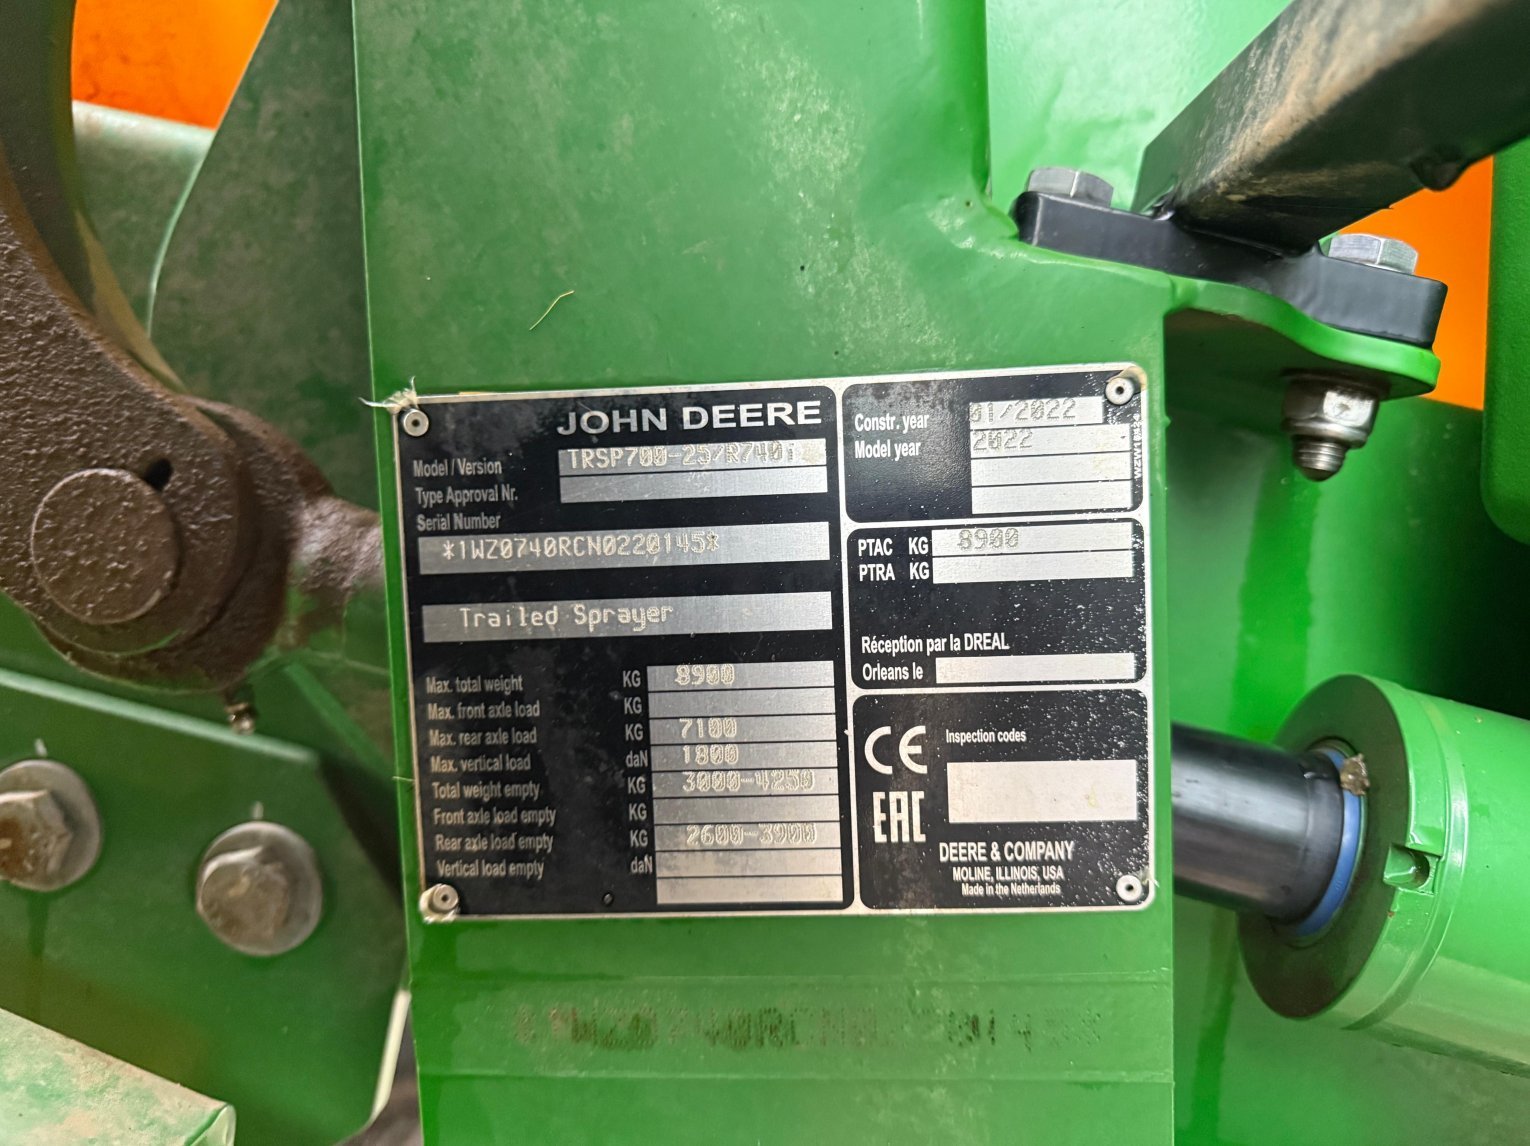 JOHN DEERE
Model / Version TRSP700-25/R740i
Type Approval Nr.
Serial Number
*1WZ0740RCN0220145*
Trailed Sprayer
Max. total weight KG 8900
Max. front axle load KG
Max. rear axle load KG 7100
Max. vertical load daN 1800
Total weight empty KG 3000-4250
Front axle load empty KG
Rear axle load empty KG 2600-3900
Vertical load empty daN
Constr. year 01/2022
Model year 2022
PTAC KG 8900
PTRA KG
Réception par la DREAL
Orleans le
CE
Inspection codes
EAC
DEERE & COMPANY
MOLINE, ILLINOIS, USA
Made in the Netherlands